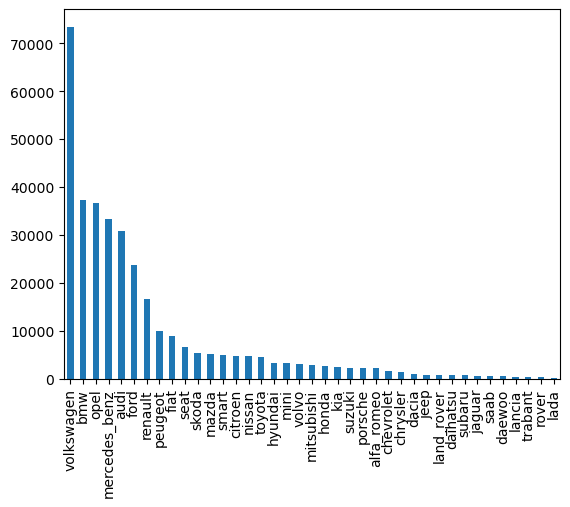 70000
60000
50000
40000
30000
20000
10000
0
volkswagen
bmw
opel
mercedes_benz
audi
ford
renault
peugeot
fiat
seat
skoda
mazda
smart
citroen
nissan
toyota
hyundai
mini
volvo
mitsubishi
honda
kia
suzuki
porsche
alfa_romeo
chevrolet
chrysler
dacia
jeep
land_rover
daihatsu
subaru
jaguar
saab
daewoo
lancia
trabant
rover
lada